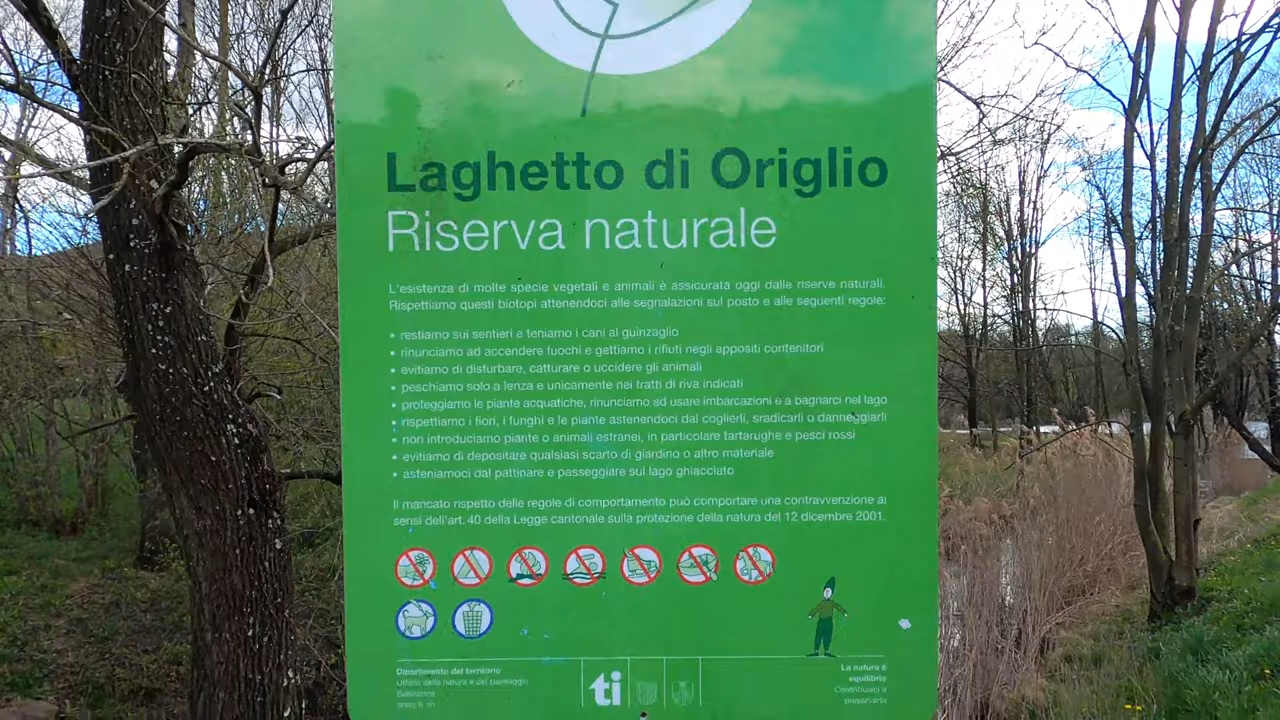 Laghetto di Origlio
Riserva naturale
L'esistenza di molte specie vegetali e animali è assicurata oggi dalle riserve naturali.
Rispettiamo questi biotopi attenendoci alle segnalazioni sul posto e alle seguenti regole:
• restiamo sui sentieri e teniamo i cani al guinzaglio
• rinunciamo ad accendere fuochi e gettiamo i rifiuti negli appositi contenitori
• evitiamo di disturbare, catturare o uccidere gli animali
• peschiamo solo a lenza e unicamente nei tratti di riva indicati
• proteggiamo le piante acquatiche, rinunciamo ad usare imbarcazioni e a bagnarci nel lago
• rispettiamo i fiori, i funghi e le piante astenendoci dal coglierli, sradicarli o danneggiarli
• non introduciamo piante o animali estranei, in particolare tartarughe e pesci rossi
• evitiamo di depositare qualsiasi scarto di giardino o altro materiale
• asteniamoci dal pattinare e passeggiare sul lago ghiacciato
Il mancato rispetto delle regole di comportamento può comportare una contravvenzione ai
sensi dell'art. 40 della Legge cantonale sulla protezione della natura del 12 dicembre 2001.
Dipartimento del territorio
Ufficio della natura e del paesaggio
Bellinzona
ti
La natura è
equilibrio
Contribuisci a
preservarla